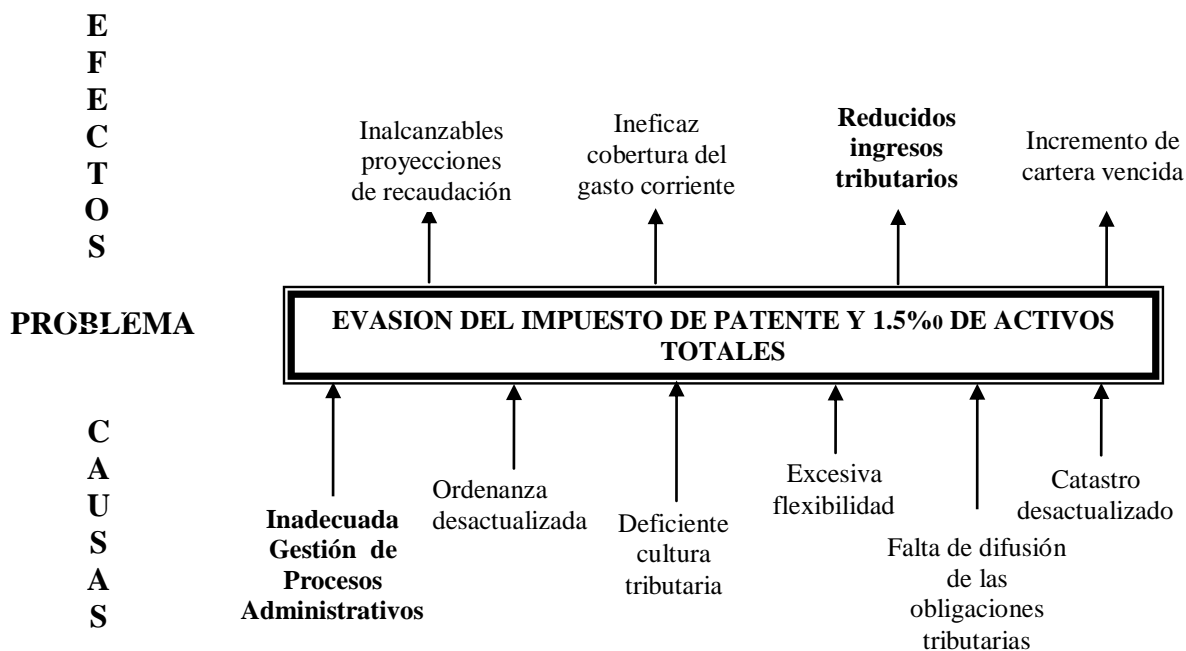 E
F
E
C
T
O
S
Inalcanzables
proyecciones
de recaudación
Ineficaz
cobertura del
gasto corriente
Reducidos
ingresos
tributarios
Incremento de
cartera vencida
PROBLEMA
EVASION DEL IMPUESTO DE PATENTE Y 1.5%0 DE ACTIVOS
TOTALES
C
A
U
S
A
S
Inadecuada
Gestión de
Procesos
Administrativos
Ordenanza
desactualizada
Deficiente
cultura
tributaria
Excesiva
flexibilidad
Falta de difusión
de las
obligaciones
tributarias
Catastro
desactualizado